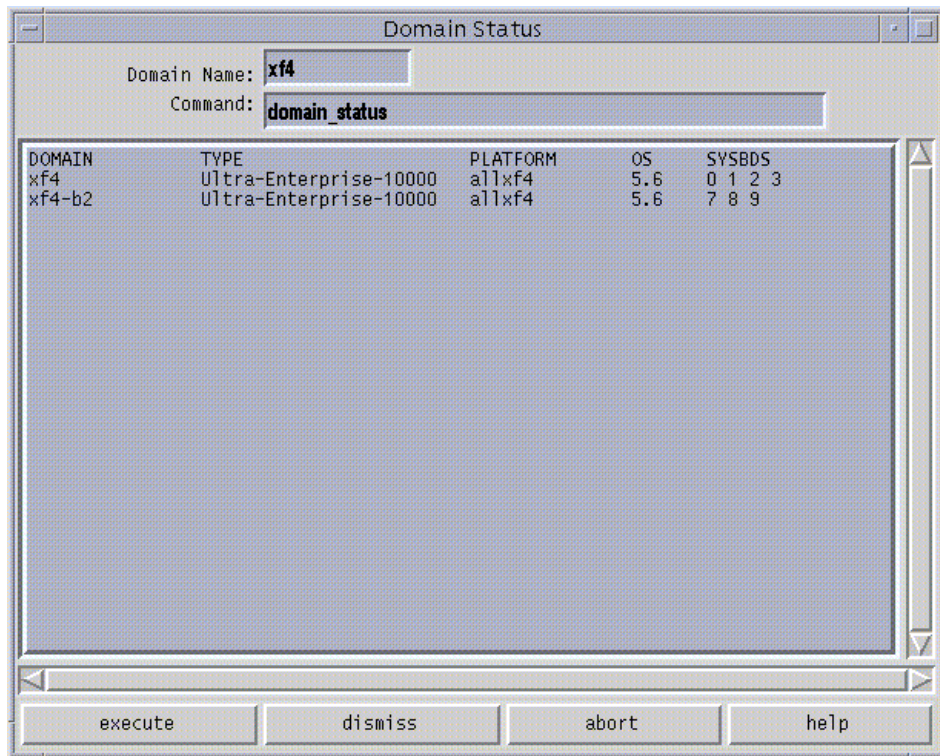 Domain Status
Domain Name: xf4
Command: domain_status
DOMAIN TYPE PLATFORM OS SYSBDS
xf4 Ultra-Enterprise-10000 allxf4 5.6 0 1 2 3
xf4-b2 Ultra-Enterprise-10000 allxf4 5.6 7 8 9
execute dismiss abort help